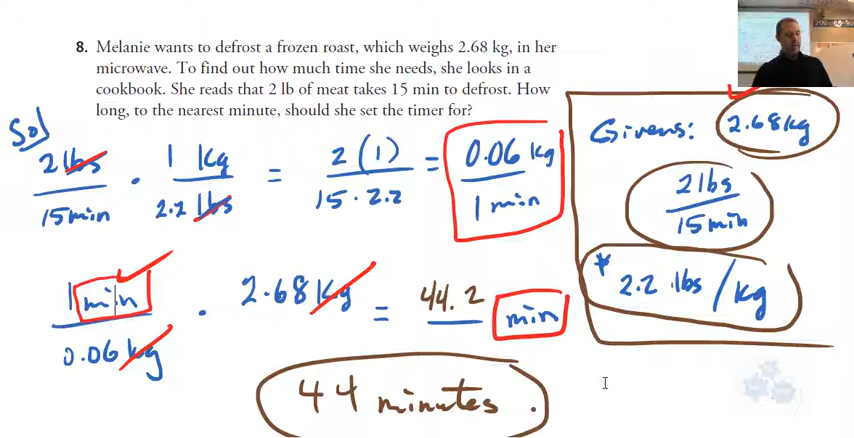 8. Melanie wants to defrost a frozen roast, which weighs 2.68 kg, in her
microwave. To find out how much time she needs, she looks in a
cookbook. She reads that 2 lb of meat takes 15 min to defrost. How
long, to the nearest minute, should she set the timer for?
Sol
2 lbs / 15 min · 1 Kg / 2.2 lbs = 2(1) / 15 · 2.2 = 0.06 kg / 1 min
1 min / 0.06 kg · 2.68 Kg = 44.2 min
44 minutes.
Givens: 2.68 kg
2 lbs / 15 min
* 2.2 lbs / kg